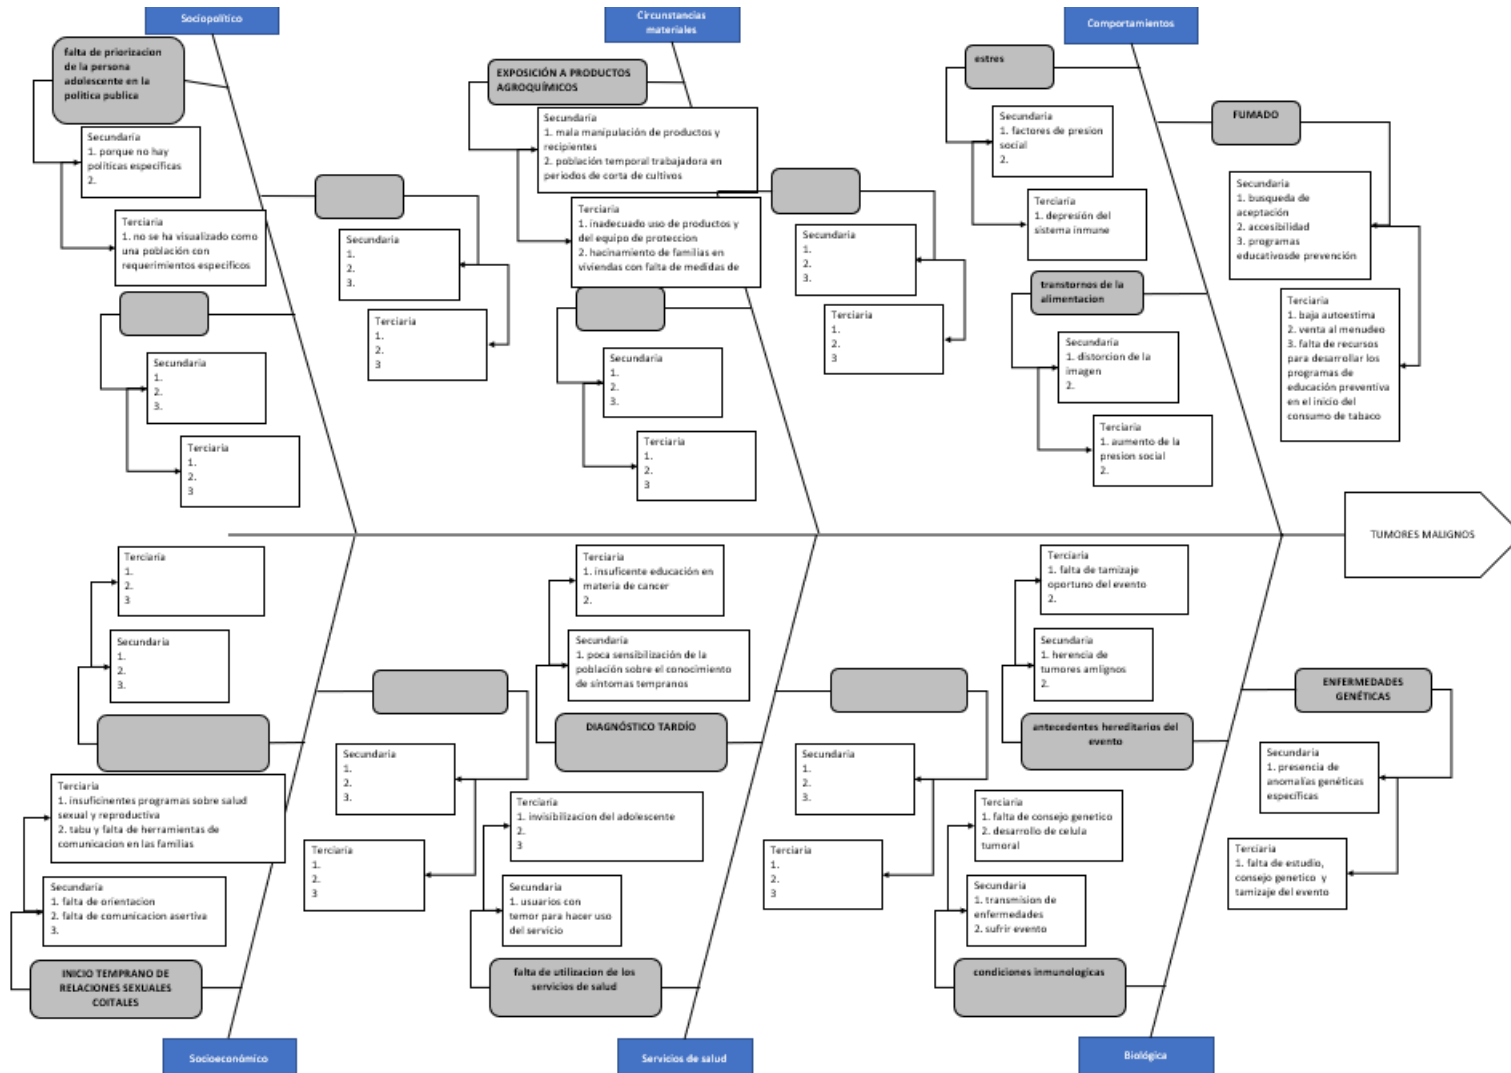 Sociopolítico
falta de priorizacion
de la persona
adolescente en la
politica publica
Secundaría
1. porque no hay
políticas específicas
2.
Terciaria
1. no se ha visualizado como
una población con
requerimientos especificos
Secundaria
1.
2.
3.
Terciaria
1.
2.
3
Secundaria
1.
2.
3.
Terciaria
1.
2.
3
Circunstancias
materiales
EXPOSICIÓN A PRODUCTOS
AGROQUÍMICOS
Secundaría
1. mala manipulación de productos y
recipientes
2. población temporal trabajadora en
periodos de corta de cultivos
Terciaria
1. inadecuado uso de productos y
del equipo de proteccion
2. hacinamiento de familias en
viviendas con falta de medidas de
Secundaria
1.
2.
3.
Terciaria
1.
2.
3
Secundaria
1.
2.
3.
Terciaria
1.
2.
3
Comportamientos
estres
Secundaría
1. factores de presion
social
2.
Terciaria
1. depresión del
sistema inmune
FUMADO
Secundaria
1. busqueda de
aceptación
2. accesibilidad
3. programas
educativosde prevención
Terciaria
1. baja autoestima
2. venta al menudeo
3. falta de recursos
para desarrollar los
programas de
educación preventiva
en el inicio del
consumo de tabaco
transtornos de la
alimentacion
Secundaría
1. distorcion de la
imagen
2.
Terciaria
1. aumento de la
presion social
2.
TUMORES MALIGNOS
Terciaría
1.
2.
3
Secundaria
1.
2.
3.
Terciaria
1. insuficinentes programas sobre salud
sexual y reproductiva
2. tabu y falta de herramientas de
comunicacion en las familias
Secundaría
1. falta de orientacion
2. falta de comunicacion asertiva
3.
INICIO TEMPRANO DE
RELACIONES SEXUALES
COITALES
Secundaria
1.
2.
3.
Terciaria
1.
2.
3
Socioeconómico
Terciaría
1. insuficente educación en
materia de cancer
2.
Secundaría
1. poca sensibilización de la
población sobre el conocimiento
de síntomas tempranos
DIAGNÓSTICO TARDÍO
Terciaria
1. invisibilizacion del adolescente
2.
3
Secundaria
1. usuarios con
temor para hacer uso
del servicio
falta de utilizacion de los
servicios de salud
Secundaria
1.
2.
3.
Terciaria
1.
2.
3
Servicios de salud
Terciaria
1. falta de tamizaje
oportuno del evento
2.
Secundaría
1. herencia de
tumores amlignos
2.
antecedentes hereditarios del
evento
ENFERMEDADES
GENÉTICAS
Secundaria
1. presencia de
anomalías genéticas
específicas
Terciaria
1. falta de estudio,
consejo genetico y
tamizaje del evento
Terciaria
1. falta de consejo genetico
2. desarrollo de celula
tumoral
Secundaria
1. transmision de
enfermedades
2. sufrir evento
condiciones inmunologicas
Biológica